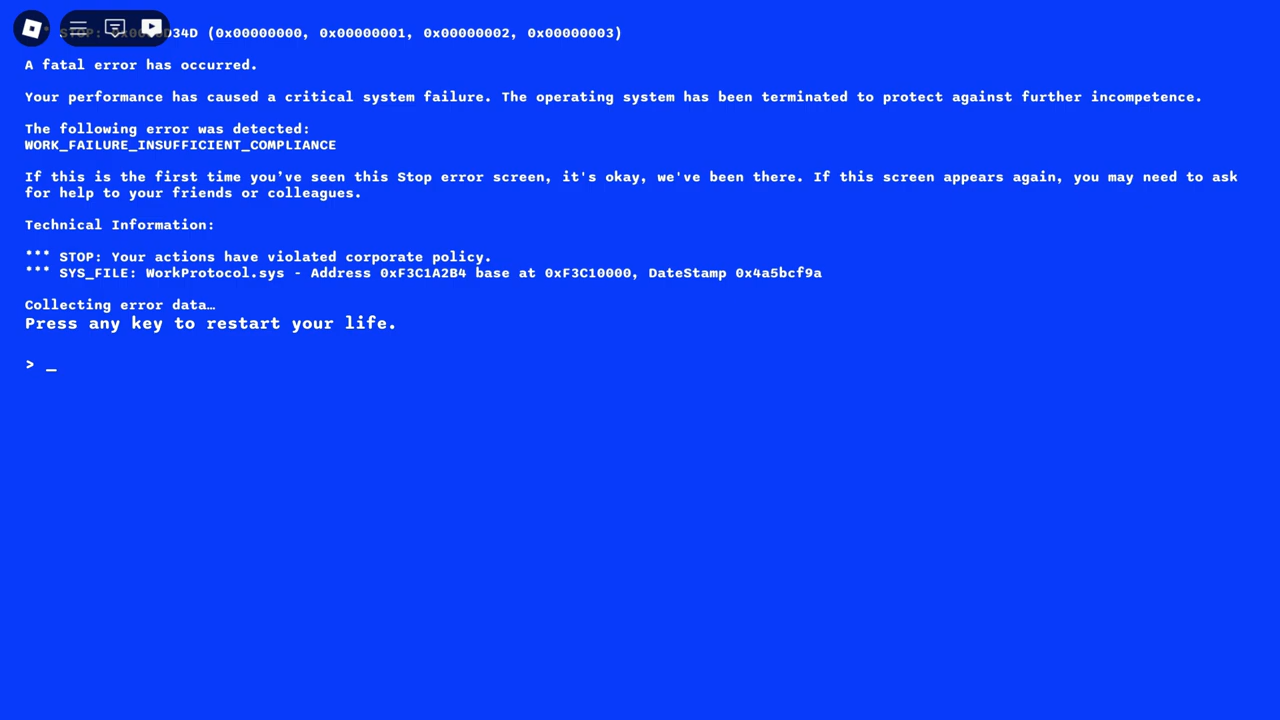 *** STOP: 34D (0x00000000, 0x00000001, 0x00000002, 0x00000003)
A fatal error has occurred.
Your performance has caused a critical system failure. The operating system has been terminated to protect against further incompetence.
The following error was detected:
WORK_FAILURE_INSUFFICIENT_COMPLIANCE
If this is the first time you’ve seen this Stop error screen, it's okay, we've been there. If this screen appears again, you may need to ask
for help to your friends or colleagues.
Technical Information:
*** STOP: Your actions have violated corporate policy.
*** SYS_FILE: WorkProtocol.sys - Address 0xF3C1A2B4 base at 0xF3C10000, DateStamp 0x4a5bcf9a
Collecting error data…
Press any key to restart your life.
> _